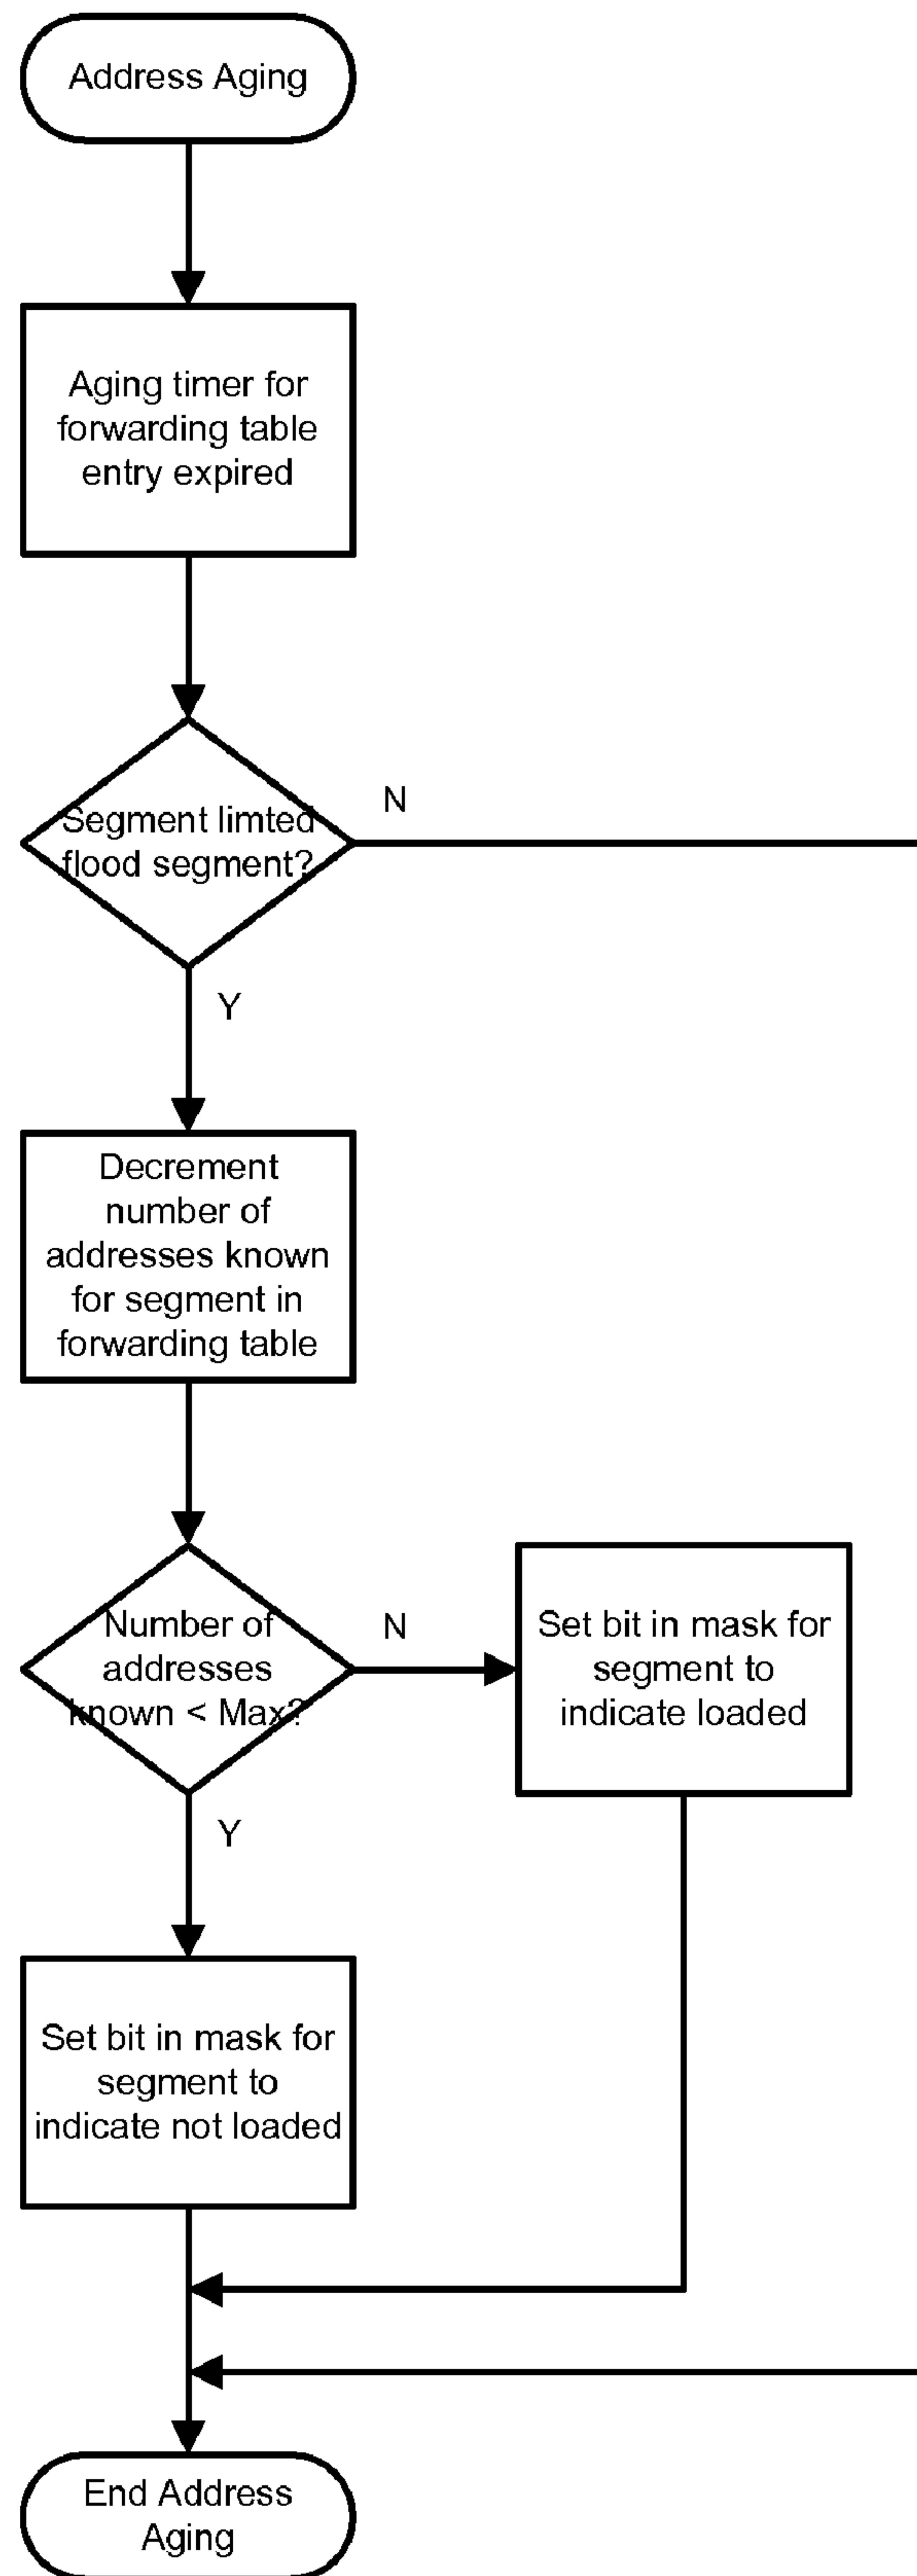 Address Aging
Aging timer for
forwarding table
entry expired
Segment limted
flood segment?
N
Y
Decrement
number of
addresses known
for segment in
forwarding table
Number of
addresses
known < Max?
N
Set bit in mask for
segment to
indicate loaded
Y
Set bit in mask for
segment to
indicate not loaded
End Address
Aging